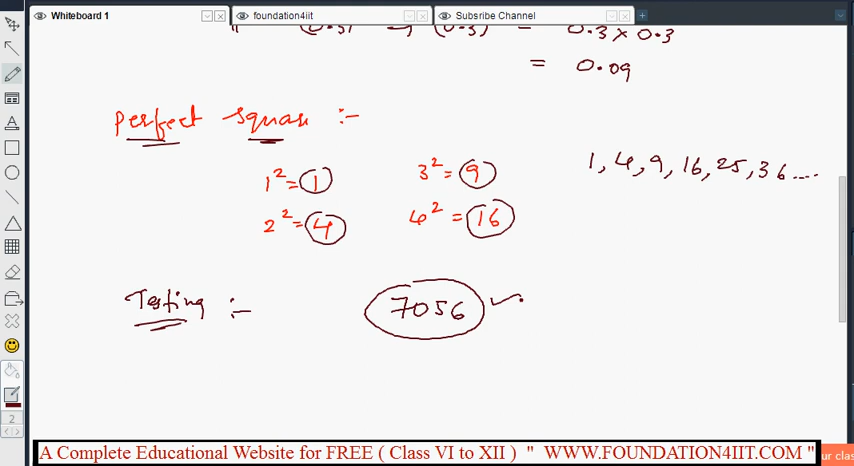 Whiteboard 1 foundation4iit Subsribe Channel
= 0.3 × 0.3
= 0.09
Perfect Square :-
1, 4, 9, 16, 25, 36 ....
1² = 1 3² = 9
2² = 4 4² = 16
Testing :- 7056 ✓
2
A Complete Educational Website for FREE ( Class VI to XII ) " WWW.FOUNDATION4IIT.COM "